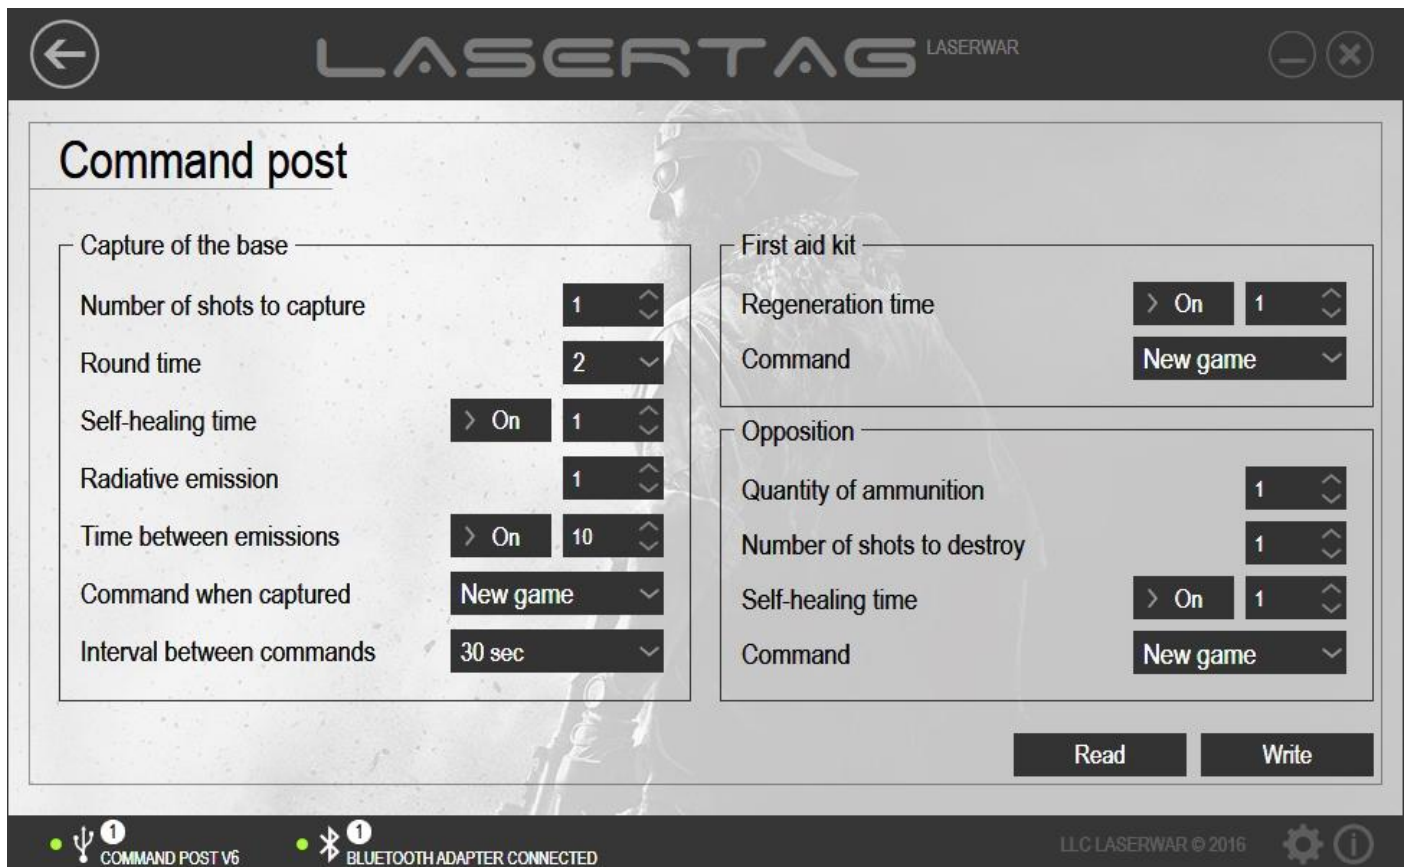 LASERTAG LASERWAR
Command post
Capture of the base
Number of shots to capture 1
Round time 2
Self-healing time > On 1
Radiative emission 1
Time between emissions > On 10
Command when captured New game
Interval between commands 30 sec
First aid kit
Regeneration time > On 1
Command New game
Opposition
Quantity of ammunition 1
Number of shots to destroy 1
Self-healing time > On 1
Command New game
Read Write
1 COMMAND POST V6 1 BLUETOOTH ADAPTER CONNECTED LLC LASERWAR © 2016